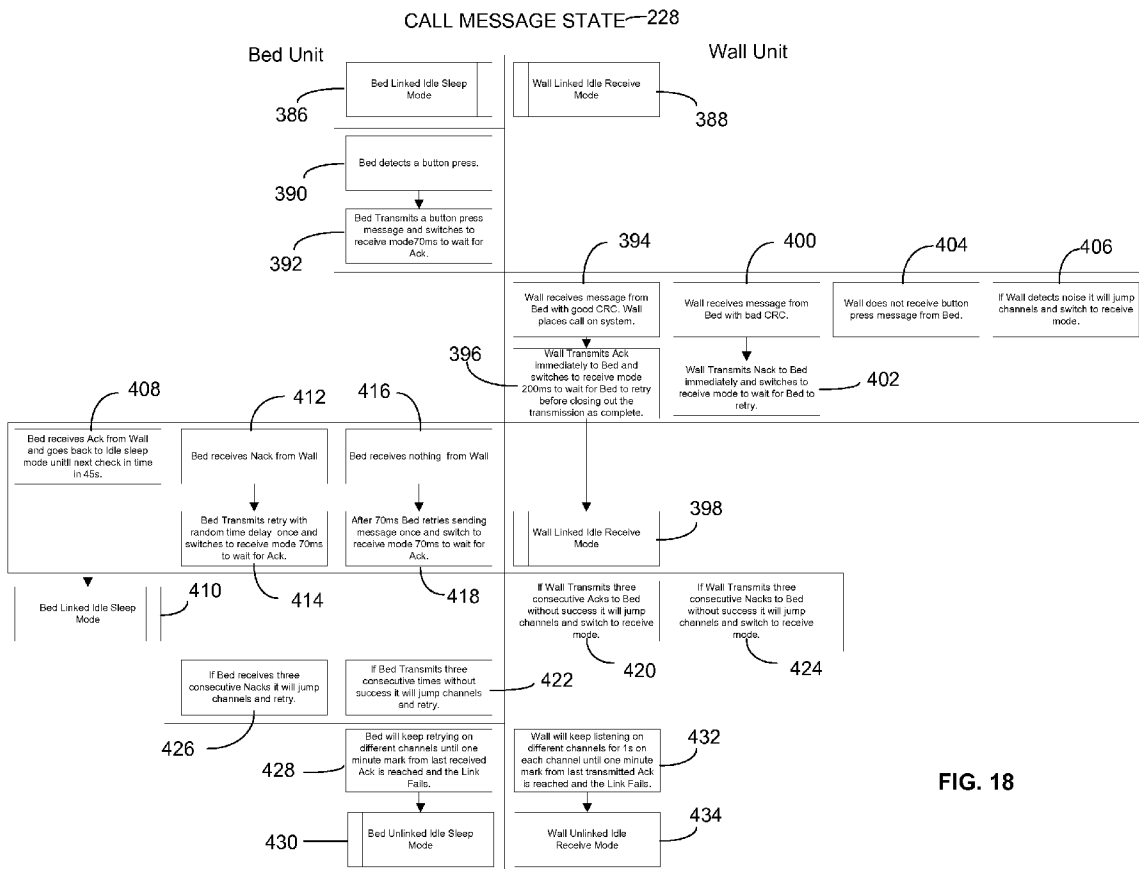 CALL MESSAGE STATE 228
Bed Unit
Wall Unit
Bed Linked Idle Sleep
Mode
386
Wall Linked Idle Receive
Mode
388
Bed detects a button press.
390
Bed Transmits a button press
message and switches to
receive mode70ms to wait for
Ack.
392
394
400
404
406
Wall receives message from
Bed with good CRC. Wall
places call on system.
Wall receives message from
Bed with bad CRC.
Wall does not receive button
press message from Bed.
If Wall detects noise it will jump
channels and switch to receive
mode.
396
Wall Transmits Ack
immediately to Bed and
switches to receive mode
200ms to wait for Bed to retry
before closing out the
transmission as complete.
Wall Transmits Nack to Bed
immediately and switches to
receive mode to wait for Bed to
retry.
402
408
412
416
Bed receives Ack from Wall
and goes back to Idle sleep
mode unitll next check in time
in 45s.
Bed receives Nack from Wall
Bed receives nothing from Wall
Bed Transmits retry with
random time delay once and
switches to receive mode 70ms
to wait for Ack.
After 70ms Bed retries sending
message once and switch to
receive mode 70ms to wait for
Ack.
Wall Linked Idle Receive
Mode
398
Bed Linked Idle Sleep
Mode
410
414
418
If Wall Transmits three
consecutive Acks to Bed
without success it will jump
channels and switch to receive
mode.
420
If Wall Transmits three
consecutive Nacks to Bed
without success it will jump
channels and switch to receive
mode.
424
If Bed receives three
consecutive Nacks it will jump
channels and retry.
426
If Bed Transmits three
consecutive times without
success it will jump channels
and retry.
422
428
Bed will keep retrying on
different channels until one
minute mark from last received
Ack is reached and the Link
Fails.
Wall will keep listening on
different channels for 1s on
each channel until one minute
mark from last transmitted Ack
is reached and the Link Fails.
432
430
Bed Unlinked Idle Sleep
Mode
Wall Unlinked Idle
Receive Mode
434
FIG. 18